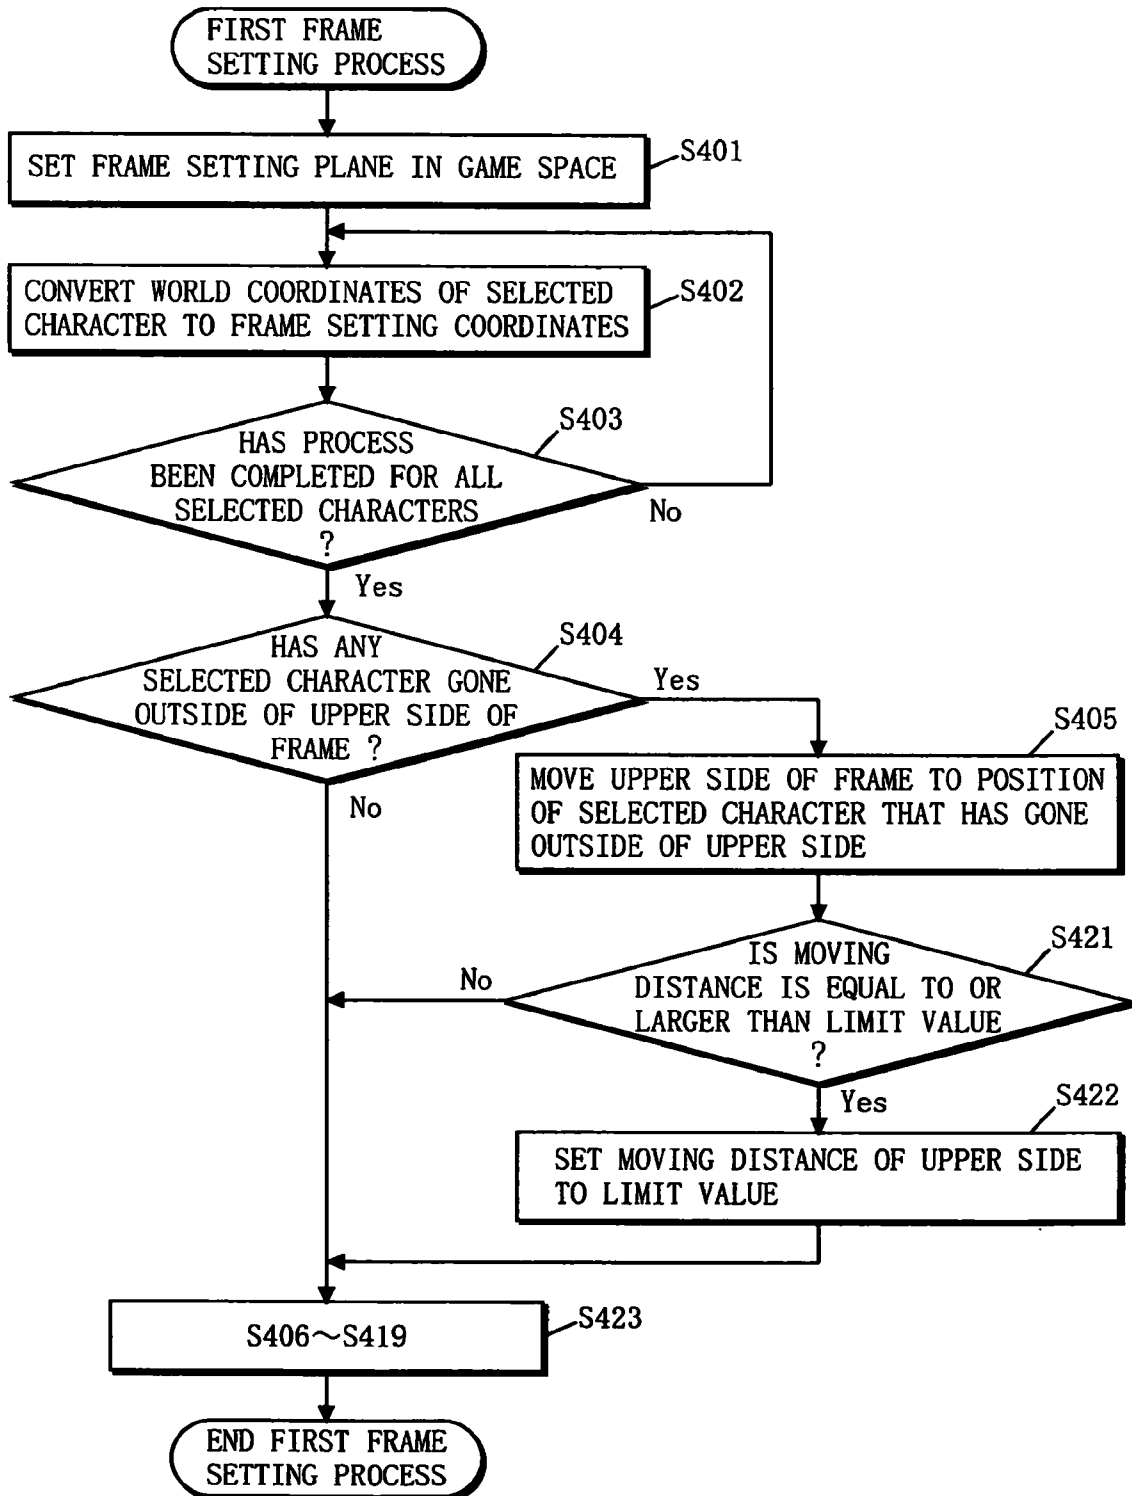 FIRST FRAME
SETTING PROCESS
SET FRAME SETTING PLANE IN GAME SPACE
S401
CONVERT WORLD COORDINATES OF SELECTED
CHARACTER TO FRAME SETTING COORDINATES
S402
HAS PROCESS
BEEN COMPLETED FOR ALL
SELECTED CHARACTERS
?
S403
No
Yes
HAS ANY
SELECTED CHARACTER GONE
OUTSIDE OF UPPER SIDE OF
FRAME ?
S404
Yes
No
S405
MOVE UPPER SIDE OF FRAME TO POSITION
OF SELECTED CHARACTER THAT HAS GONE
OUTSIDE OF UPPER SIDE
S421
IS MOVING
DISTANCE IS EQUAL TO OR
LARGER THAN LIMIT VALUE
?
No
Yes
S422
SET MOVING DISTANCE OF UPPER SIDE
TO LIMIT VALUE
S406～S419
S423
END FIRST FRAME
SETTING PROCESS